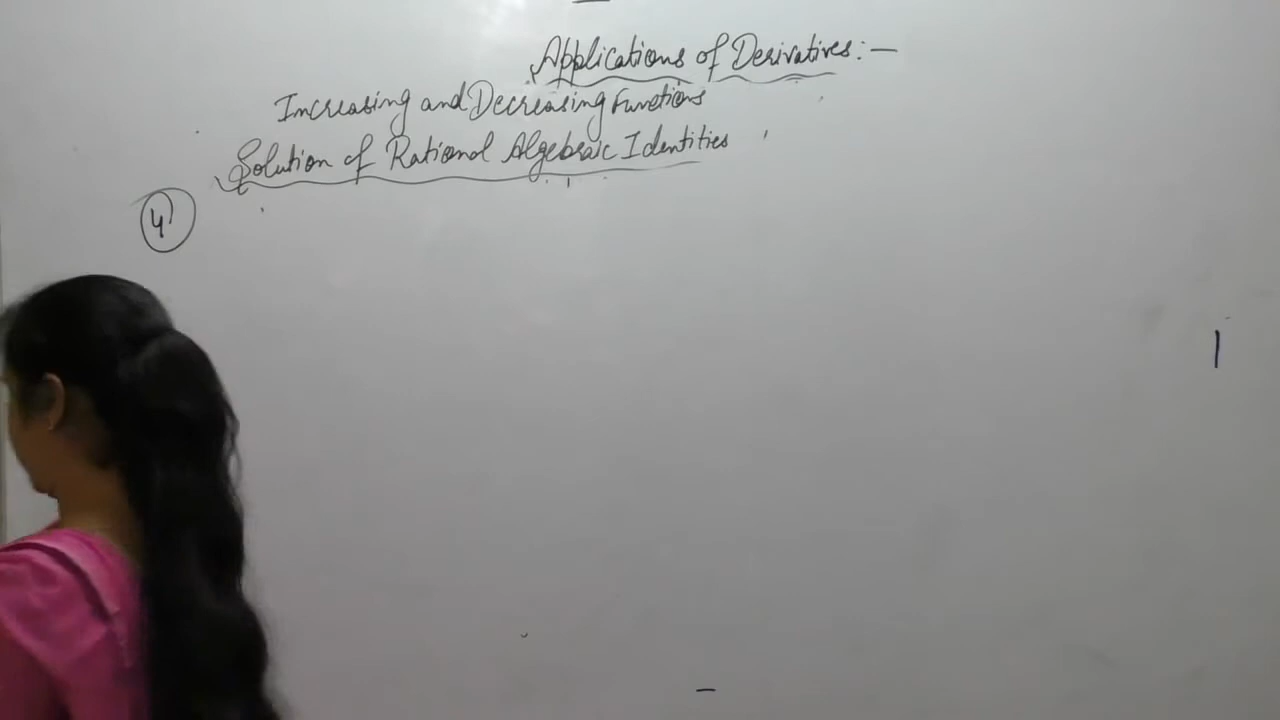 Applications of Derivatives:—
Increasing and Decreasing Functions
Solution of Rational Algebraic Identities
4)